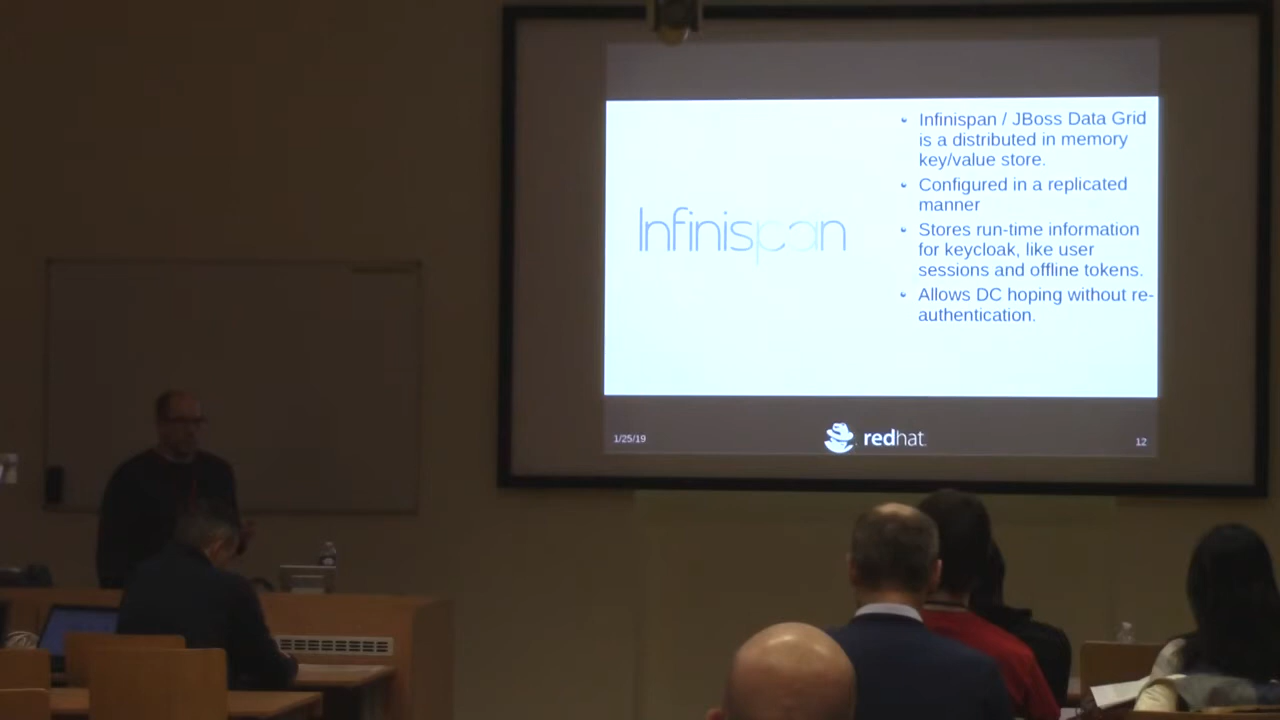 Infinispan
Infinispan / JBoss Data Grid
is a distributed in memory
key/value store.
Configured in a replicated
manner
Stores run-time information
for keycloak, like user
sessions and offline tokens.
Allows DC hoping without re-
authentication.
1/25/19
redhat.
12